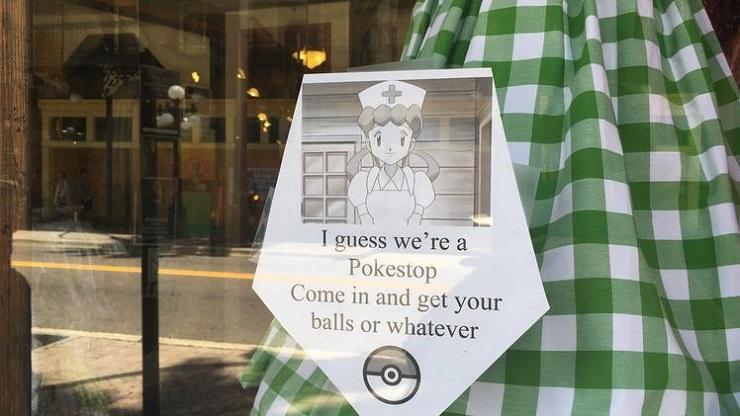 I guess we're a
Pokestop
Come in and get your
balls or whatever